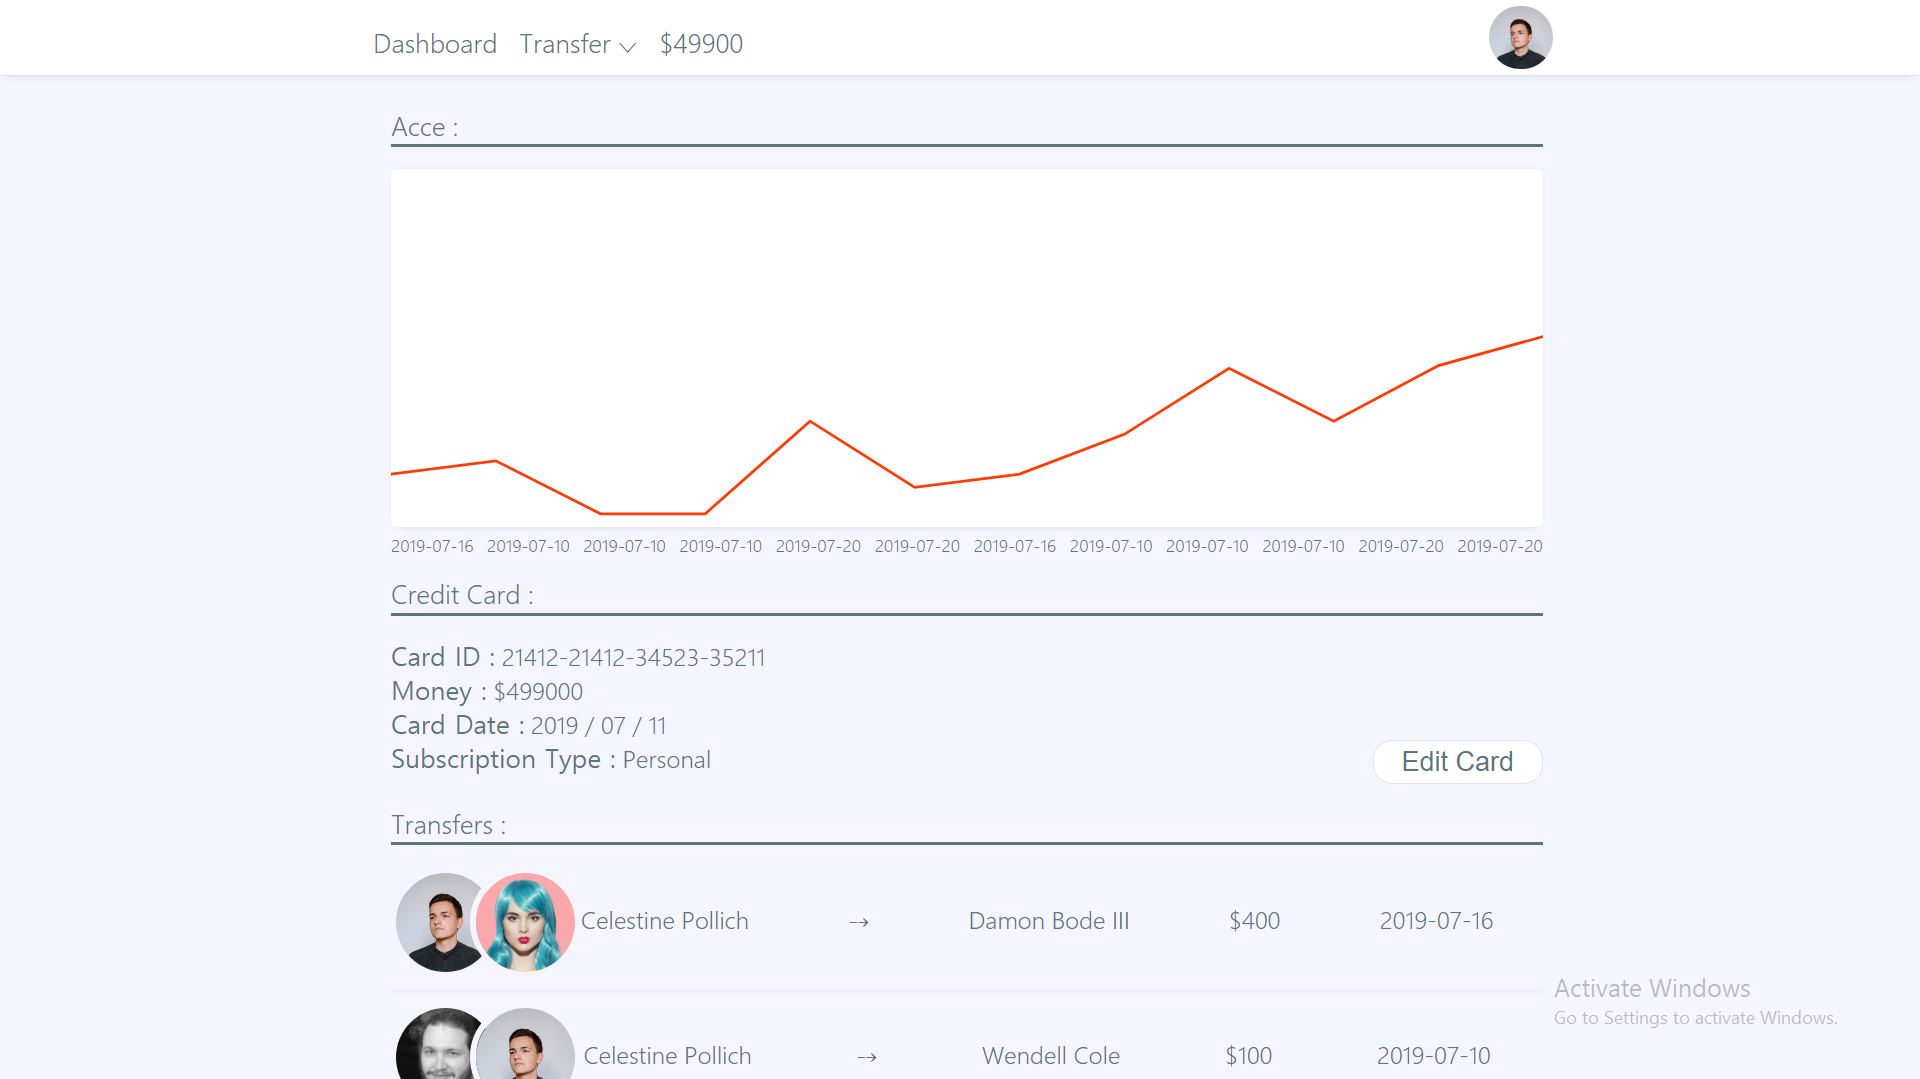 Dashboard Transfer $49900
Acce :
2019-07-16 2019-07-10 2019-07-10 2019-07-10 2019-07-20 2019-07-20 2019-07-16 2019-07-10 2019-07-10 2019-07-10 2019-07-20 2019-07-20
Credit Card :
Card ID : 21412-21412-34523-35211
Money : $499000
Card Date : 2019 / 07 / 11
Subscription Type : Personal
Edit Card
Transfers :
Celestine Pollich → Damon Bode III $400 2019-07-16
Celestine Pollich → Wendell Cole $100 2019-07-10
Activate Windows
Go to Settings to activate Windows.